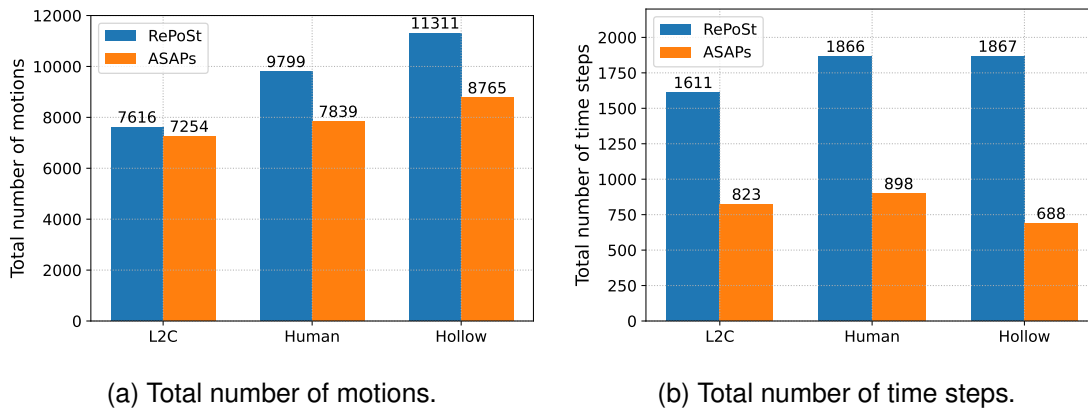 12000
10000
8000
6000
4000
2000
0
Total number of motions
RePoSt
ASAPs
7616
7254
9799
7839
11311
8765
L2C
Human
Hollow
(a) Total number of motions.
2000
1750
1500
1250
1000
750
500
250
0
Total number of time steps
RePoSt
ASAPs
1611
823
1866
898
1867
688
L2C
Human
Hollow
(b) Total number of time steps.